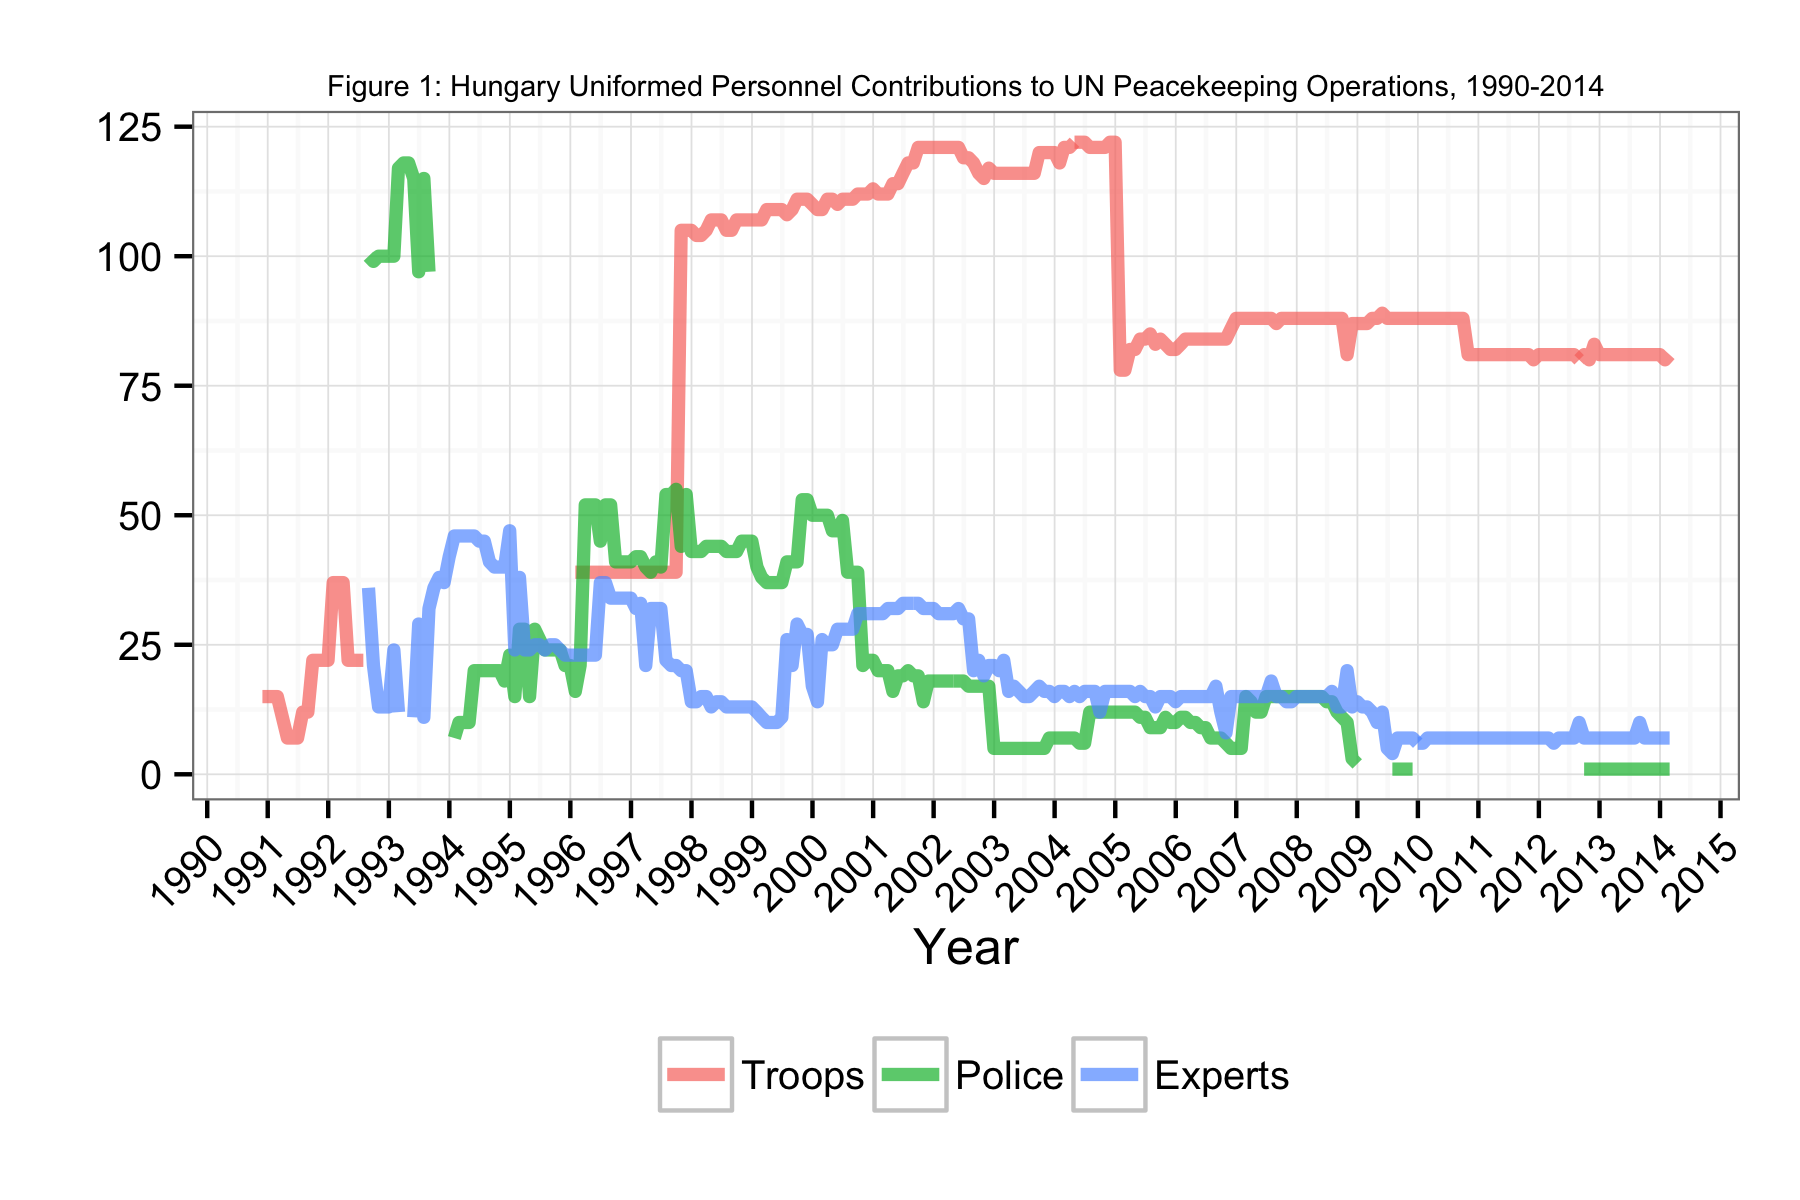 Figure 1: Hungary Uniformed Personnel Contributions to UN Peacekeeping Operations, 1990-2014
125
100
75
50
25
0
1990 1991 1992 1993 1994 1995 1996 1997 1998 1999 2000 2001 2002 2003 2004 2005 2006 2007 2008 2009 2010 2011 2012 2013 2014 2015
Year
Troops Police Experts